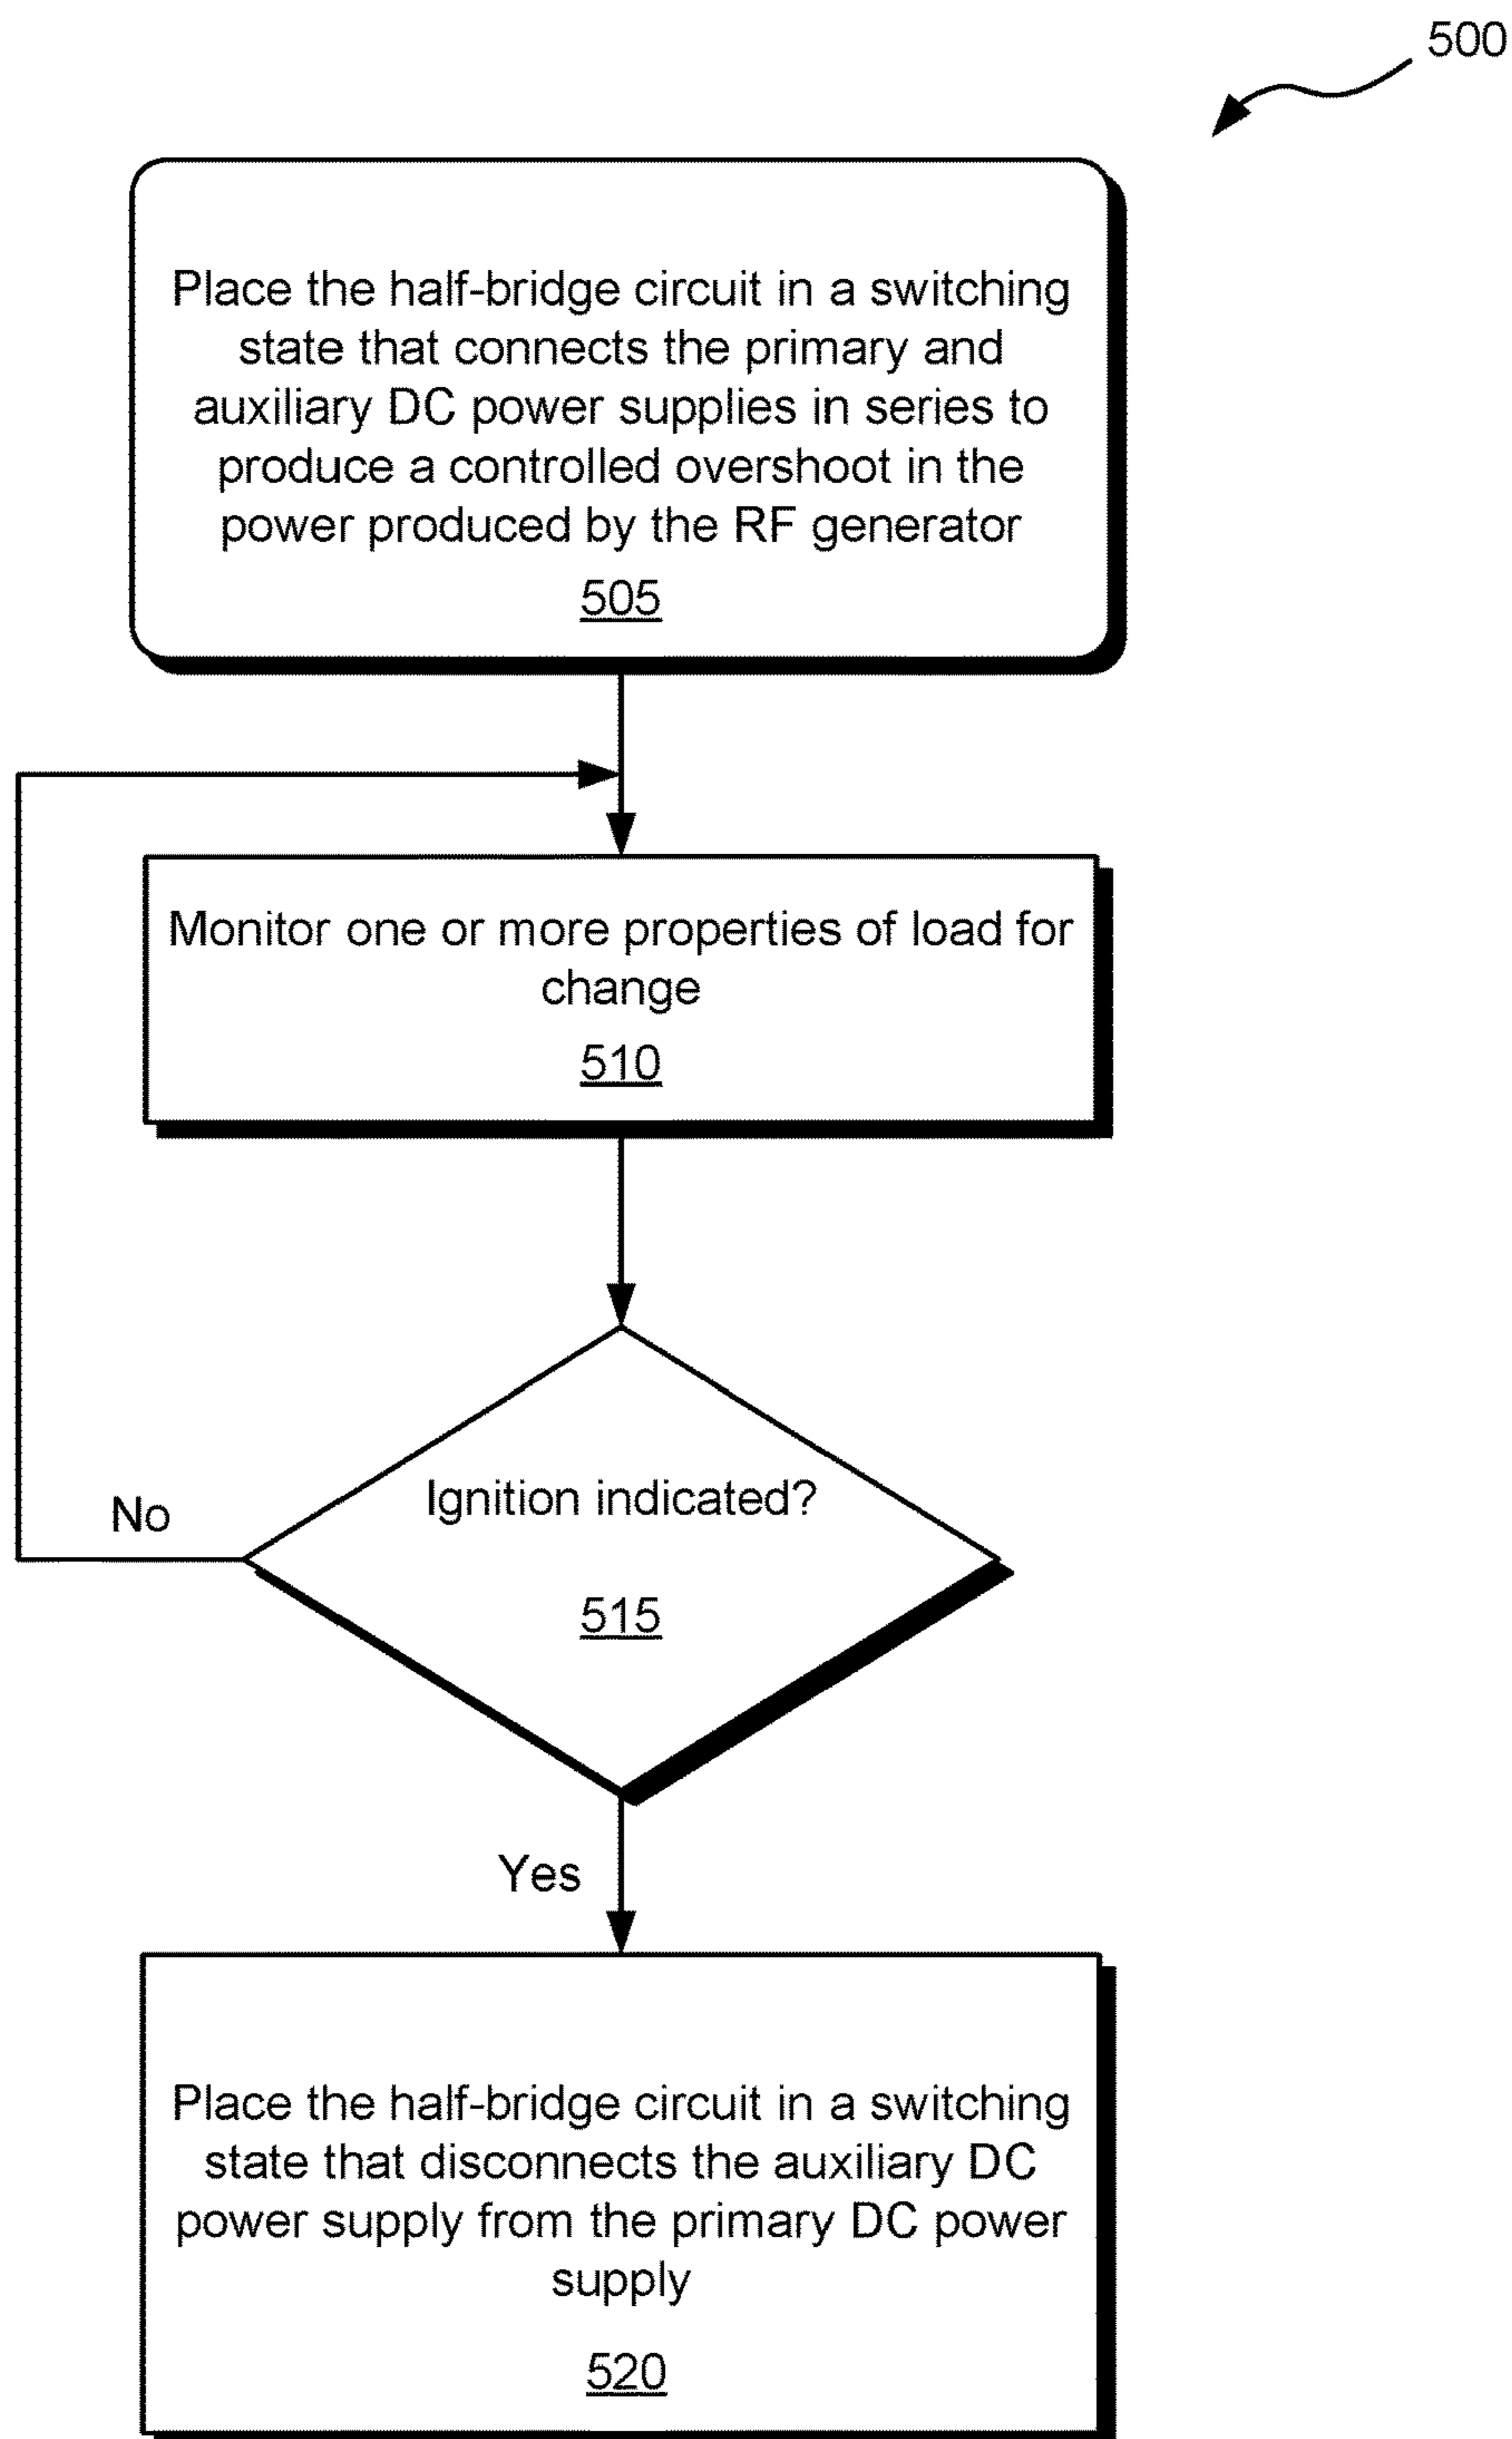 500
Place the half-bridge circuit in a switching
state that connects the primary and
auxiliary DC power supplies in series to
produce a controlled overshoot in the
power produced by the RF generator
505
Monitor one or more properties of load for
change
510
Ignition indicated?
No
515
Yes
Place the half-bridge circuit in a switching
state that disconnects the auxiliary DC
power supply from the primary DC power
supply
520